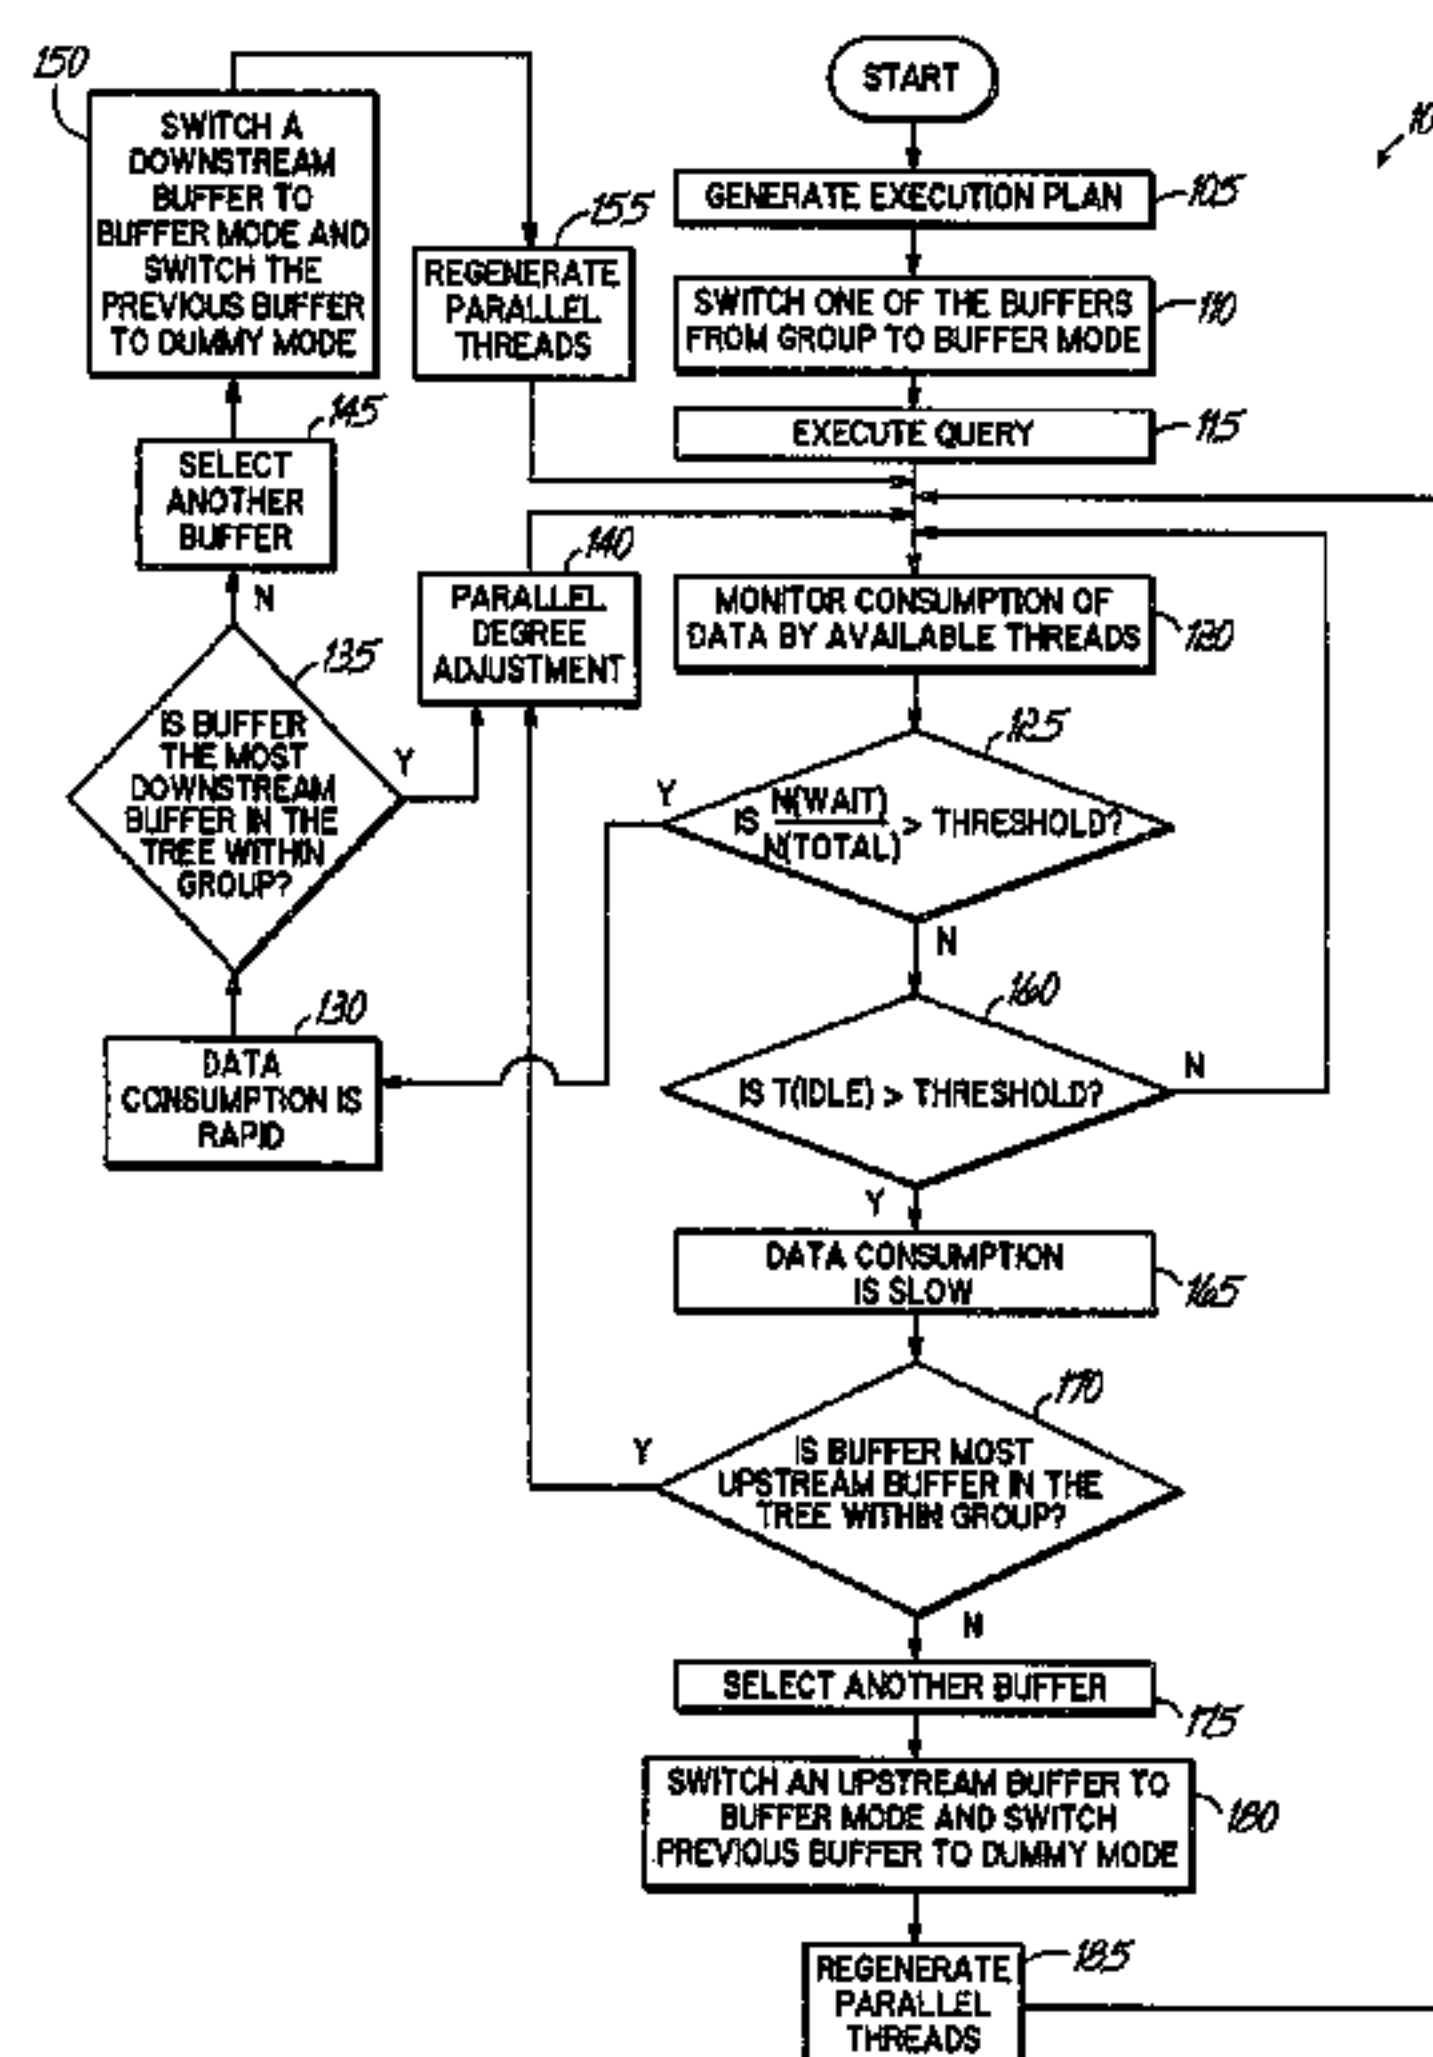 START
10
GENERATE EXECUTION PLAN
105
SWITCH ONE OF THE BUFFERS
FROM GROUP TO BUFFER MODE
110
EXECUTE QUERY
115
MONITOR CONSUMPTION OF
DATA BY AVAILABLE THREADS
120
125
IS N(WAIT)
N(TOTAL) > THRESHOLD?
Y
N
130
DATA
CONSUMPTION IS
RAPID
135
IS BUFFER
THE MOST
DOWNSTREAM
BUFFER IN THE
TREE WITHIN
GROUP?
Y
N
140
PARALLEL
DEGREE
ADJUSTMENT
145
SELECT
ANOTHER
BUFFER
150
SWITCH A
DOWNSTREAM
BUFFER TO
BUFFER MODE AND
SWITCH THE
PREVIOUS BUFFER
TO DUMMY MODE
155
REGENERATE
PARALLEL
THREADS
160
IS T(IDLE) > THRESHOLD?
N
Y
DATA CONSUMPTION
IS SLOW
165
170
IS BUFFER MOST
UPSTREAM BUFFER IN THE
TREE WITHIN GROUP?
Y
N
SELECT ANOTHER BUFFER
175
SWITCH AN UPSTREAM BUFFER TO
BUFFER MODE AND SWITCH
PREVIOUS BUFFER TO DUMMY MODE
180
185
REGENERATE
PARALLEL
THREADS